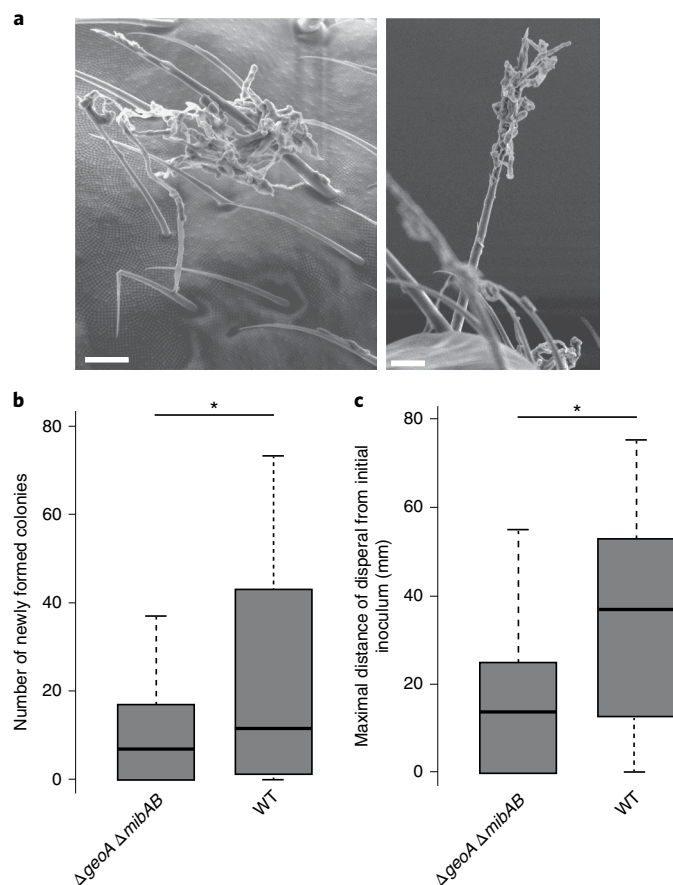 a
b
c
*
*
80
60
40
20
0
Number of newly formed colonies
ΔgeoA ΔmibAB
WT
80
60
40
20
0
Maximal distance of disperal from initial
inoculum (mm)
ΔgeoA ΔmibAB
WT